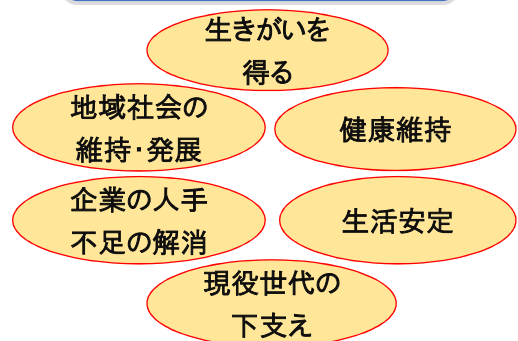 生きがいを
得る
地域社会の
維持・発展
健康維持
企業の人手
不足の解消
生活安定
現役世代の
下支え